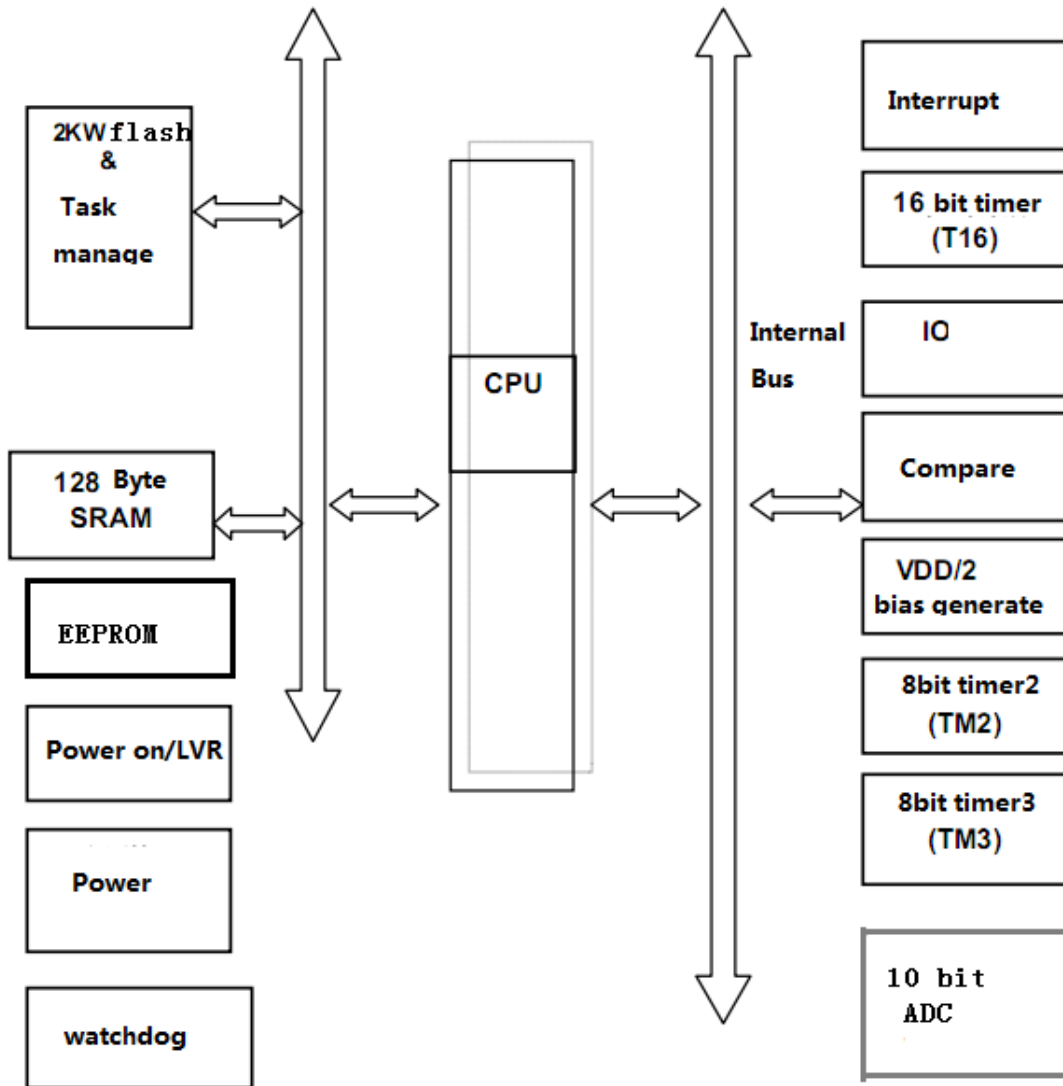 2KWflash
&
Task
manage
128 Byte
SRAM
EEPROM
Power on/LVR
Power
watchdog
CPU
Internal
Bus
Interrupt
16 bit timer
(T16)
IO
Compare
VDD/2
bias generate
8bit timer2
(TM2)
8bit timer3
(TM3)
10 bit
ADC